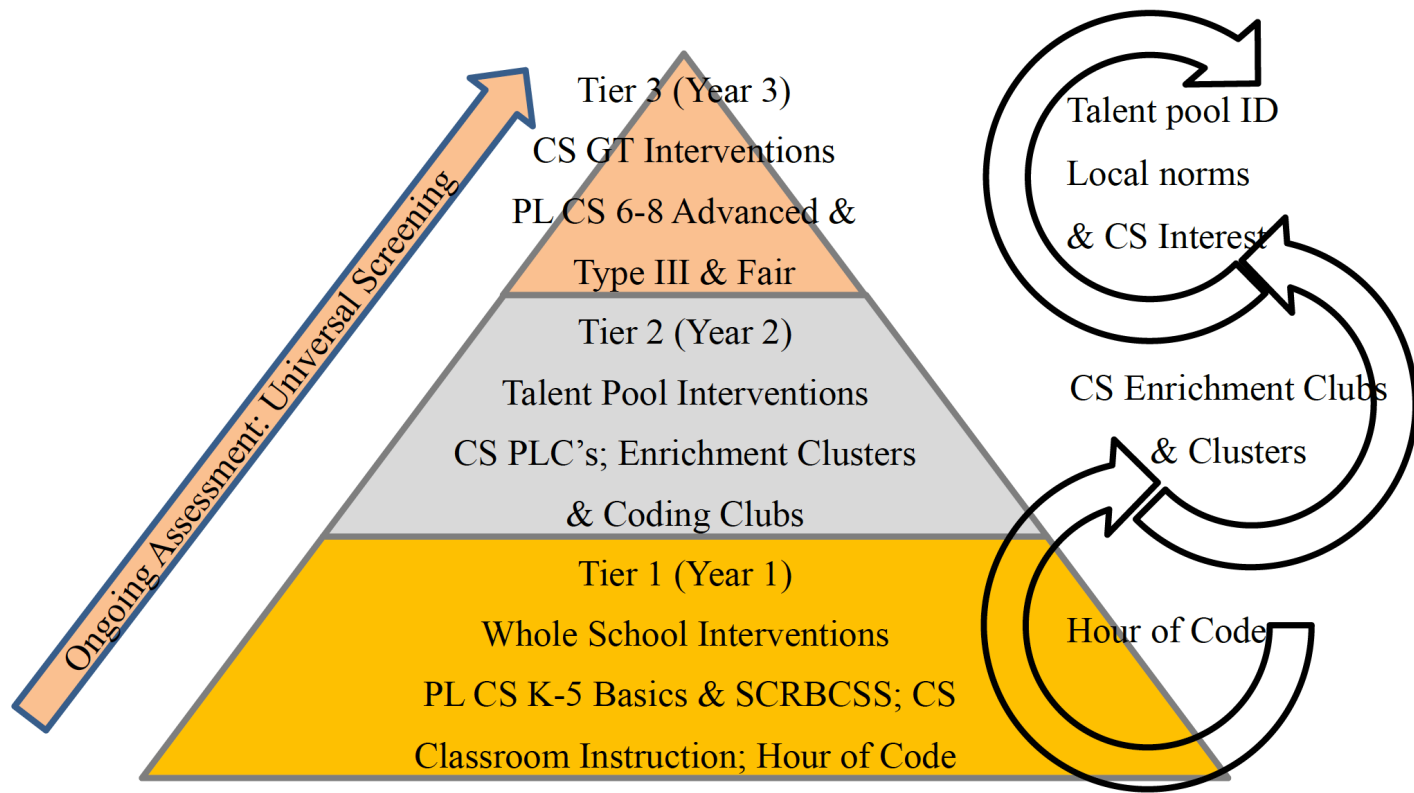 Ongoing Assessment: Universal Screening
Tier 3 (Year 3)
CS GT Interventions
PL CS 6-8 Advanced &
Type III & Fair
Tier 2 (Year 2)
Talent Pool Interventions
CS PLC’s; Enrichment Clusters
& Coding Clubs
Tier 1 (Year 1)
Whole School Interventions
PL CS K-5 Basics & SCRBCSS; CS
Classroom Instruction; Hour of Code
Talent pool ID
Local norms
& CS Interest
CS Enrichment Clubs
& Clusters
Hour of Code